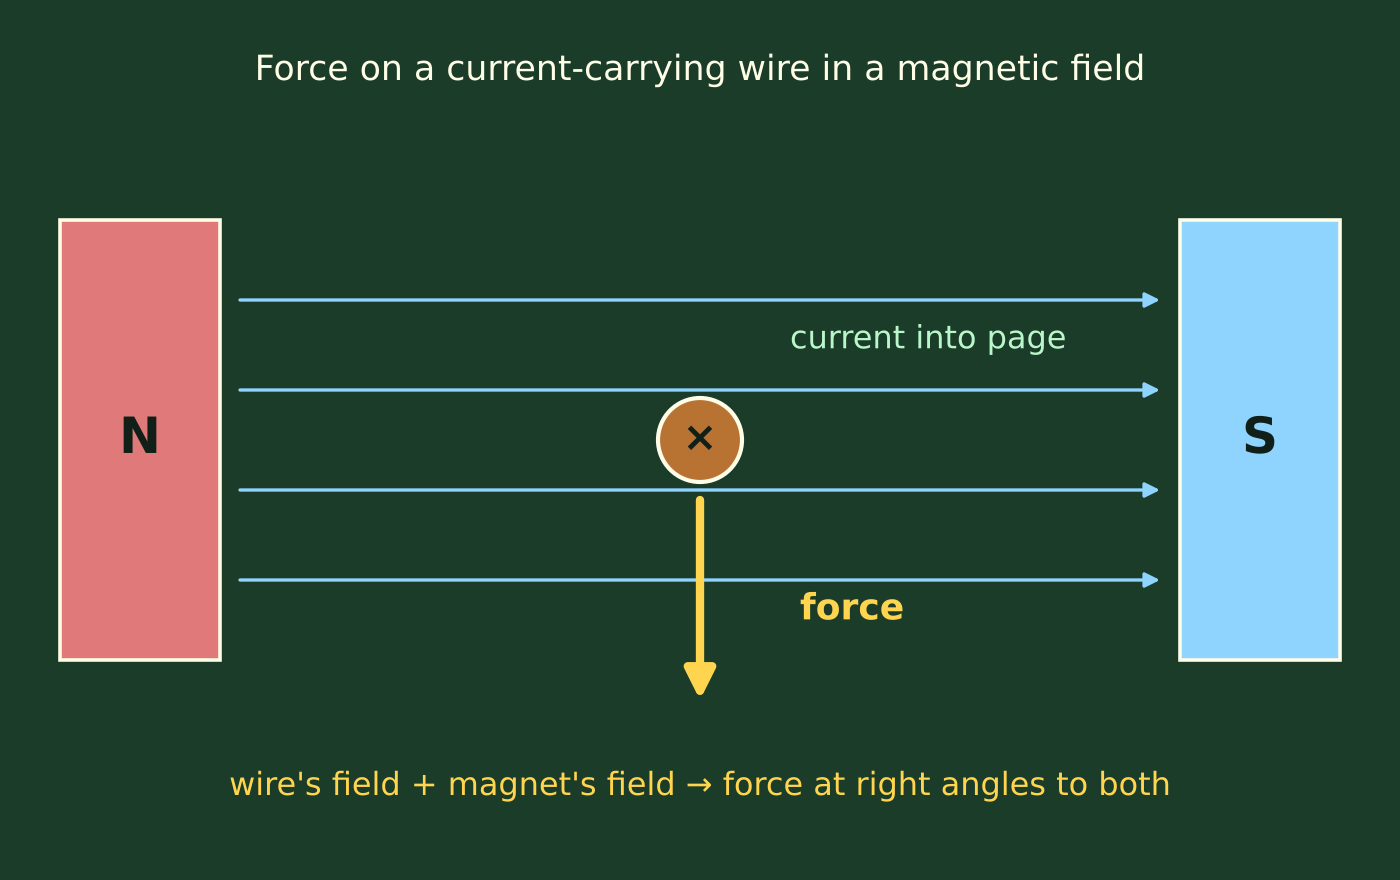 Force on a current-carrying wire in a magnetic field
current into page
N
×
S
force
wire's field + magnet's field → force at right angles to both